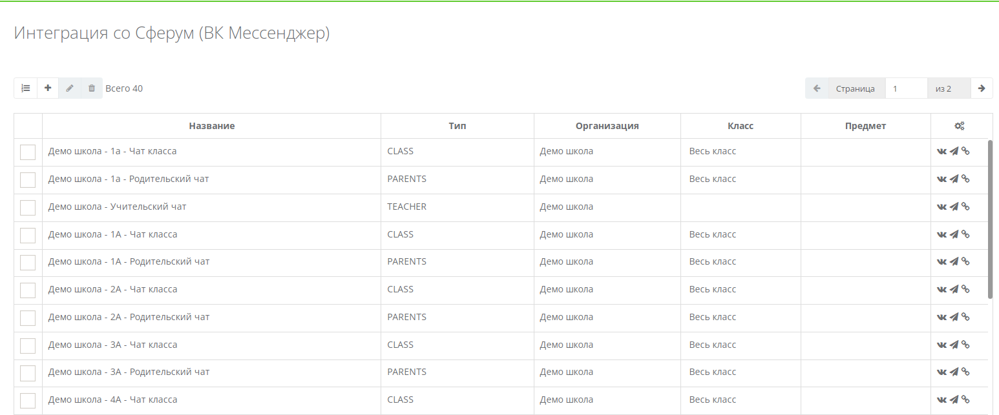 Интеграция со Сферум (ВК Мессенджер)
Всего 40 Страница 1 из 2
Название Тип Организация Класс Предмет
Демо школа - 1а - Чат класса CLASS Демо школа Весь класс
Демо школа - 1а - Родительский чат PARENTS Демо школа Весь класс
Демо школа - Учительский чат TEACHER Демо школа
Демо школа - 1А - Чат класса CLASS Демо школа Весь класс
Демо школа - 1А - Родительский чат PARENTS Демо школа Весь класс
Демо школа - 2А - Чат класса CLASS Демо школа Весь класс
Демо школа - 2А - Родительский чат PARENTS Демо школа Весь класс
Демо школа - 3А - Чат класса CLASS Демо школа Весь класс
Демо школа - 3А - Родительский чат PARENTS Демо школа Весь класс
Демо школа - 4А - Чат класса CLASS Демо школа Весь класс